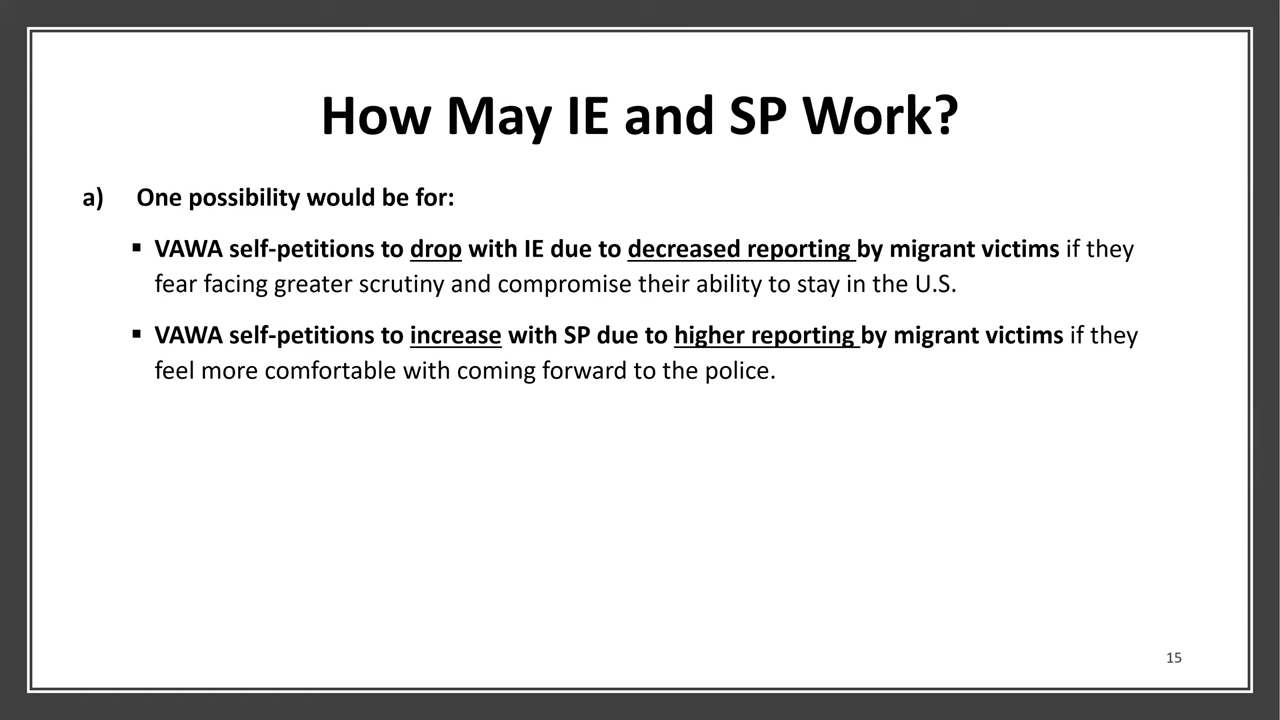 How May IE and SP Work?
a) One possibility would be for:
▪ VAWA self-petitions to drop with IE due to decreased reporting by migrant victims if they
fear facing greater scrutiny and compromise their ability to stay in the U.S.
▪ VAWA self-petitions to increase with SP due to higher reporting by migrant victims if they
feel more comfortable with coming forward to the police.
15